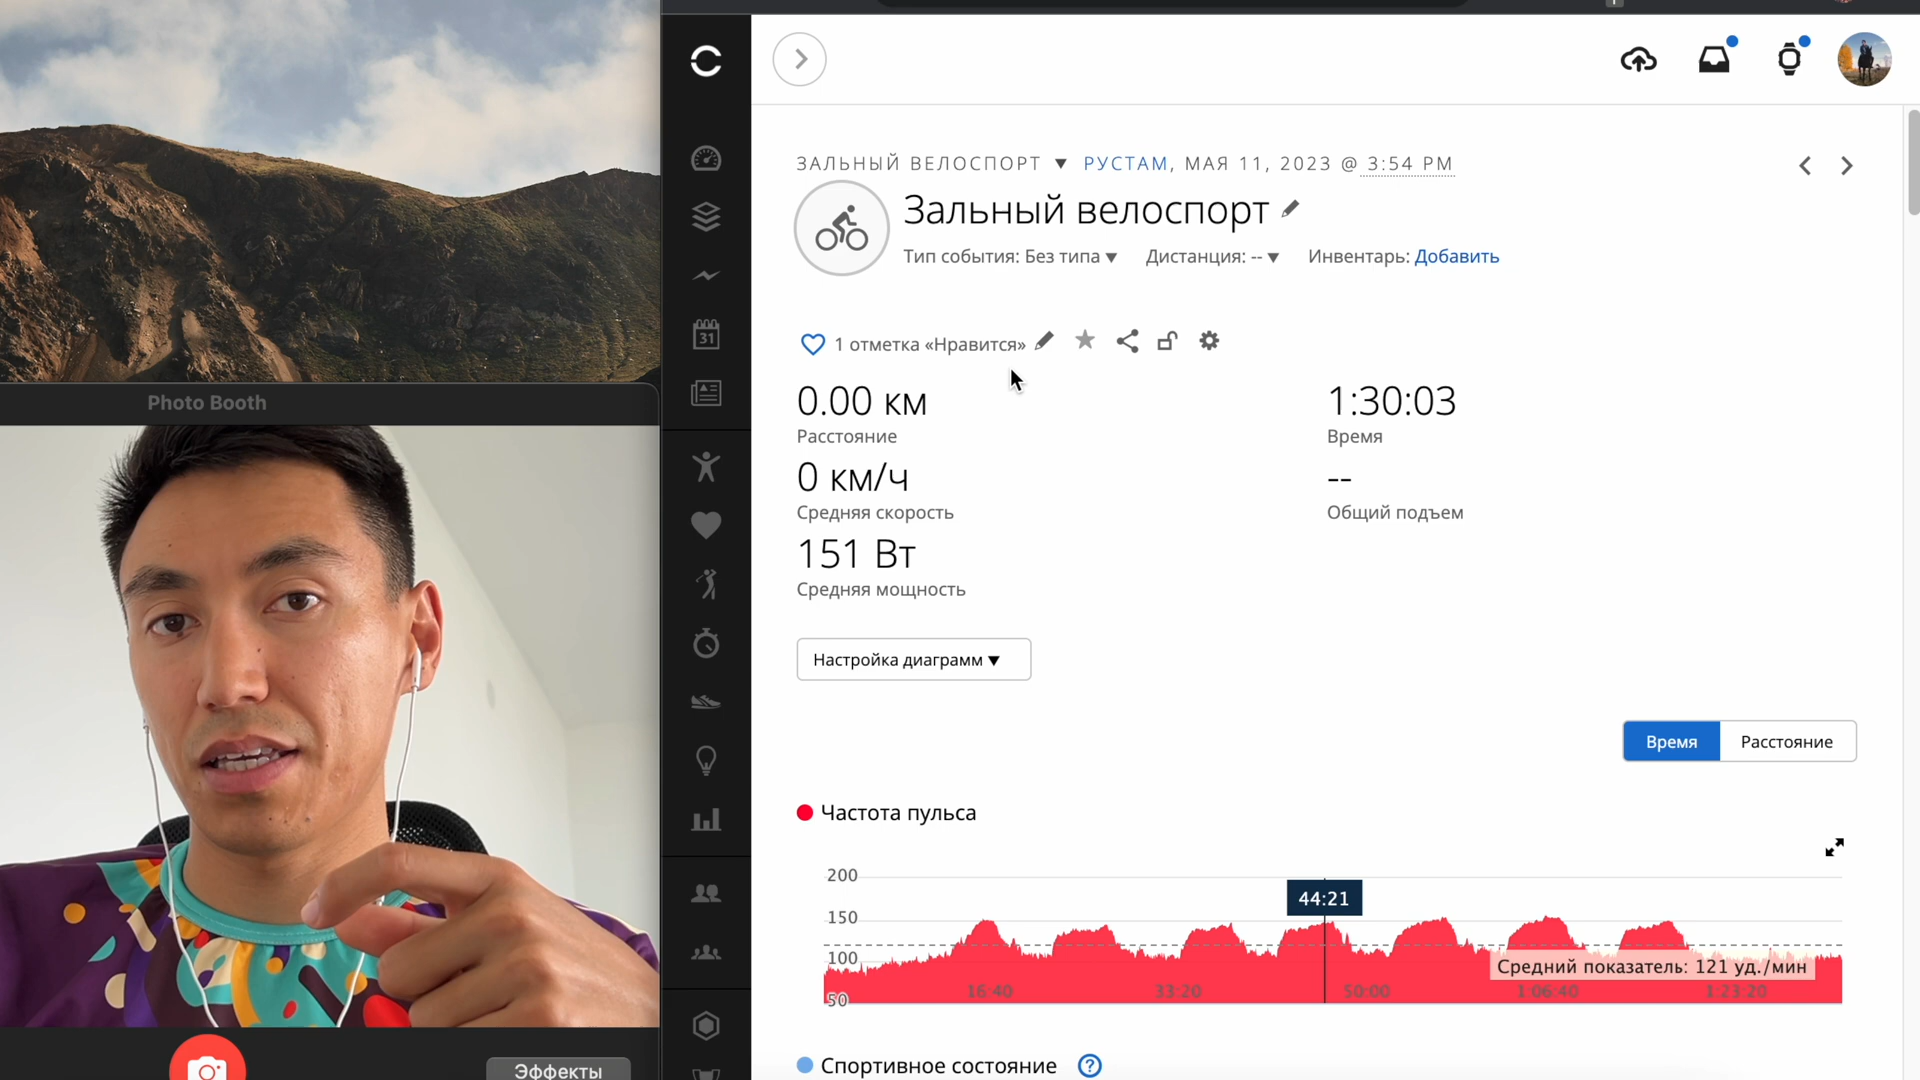 ЗАЛЬНЫЙ ВЕЛОСПОРТ ▼ РУСТАМ, МАЯ 11, 2023 @ 3:54 PM
Зальный велоспорт
Тип события: Без типа ▼ Дистанция: -- ▼ Инвентарь: Добавить
31
1 отметка «Нравится»
Photo Booth
0.00 км
1:30:03
Расстояние
Время
0 км/ч
--
Средняя скорость
Общий подъем
151 Вт
Средняя мощность
Настройка диаграмм ▼
Время Расстояние
Частота пульса
200
44:21
150
100
Средний показатель: 121 уд./мин
50
16:40 33:20 50:00 1:06:40 1:23:20
Спортивное состояние ?
Эффекты